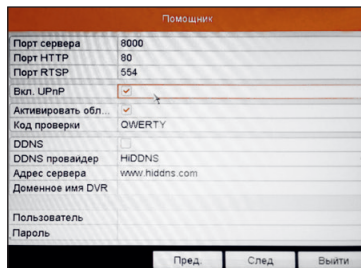 Помощник
Порт сервера 8000
Порт HTTP 80
Порт RTSP 554
Вкл. UPnP
Активировать обл...
Код проверки QWERTY
DDNS
DDNS провайдер HiDDNS
Адрес сервера www.hiddns.com
Доменное имя DVR
Пользователь
Пароль
Пред. След. Выйти